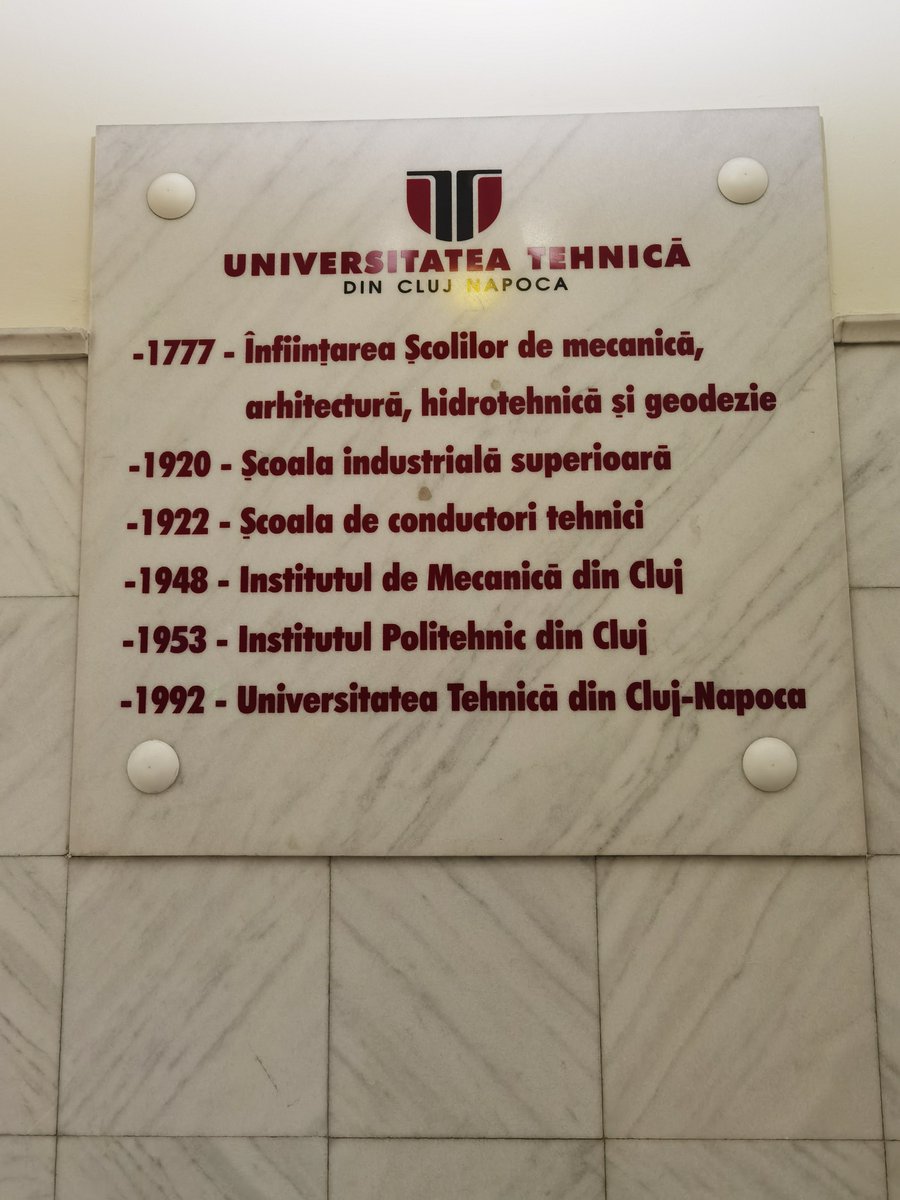 UNIVERSITATEA TEHNICĂ
DIN CLUJ NAPOCA
-1777 - Înființarea Școlilor de mecanică,
arhitectură, hidrotehnică și geodezie
-1920 - Școala industrială superioară
-1922 - Școala de conductori tehnici
-1948 - Institutul de Mecanică din Cluj
-1953 - Institutul Politehnic din Cluj
-1992 - Universitatea Tehnică din Cluj-Napoca